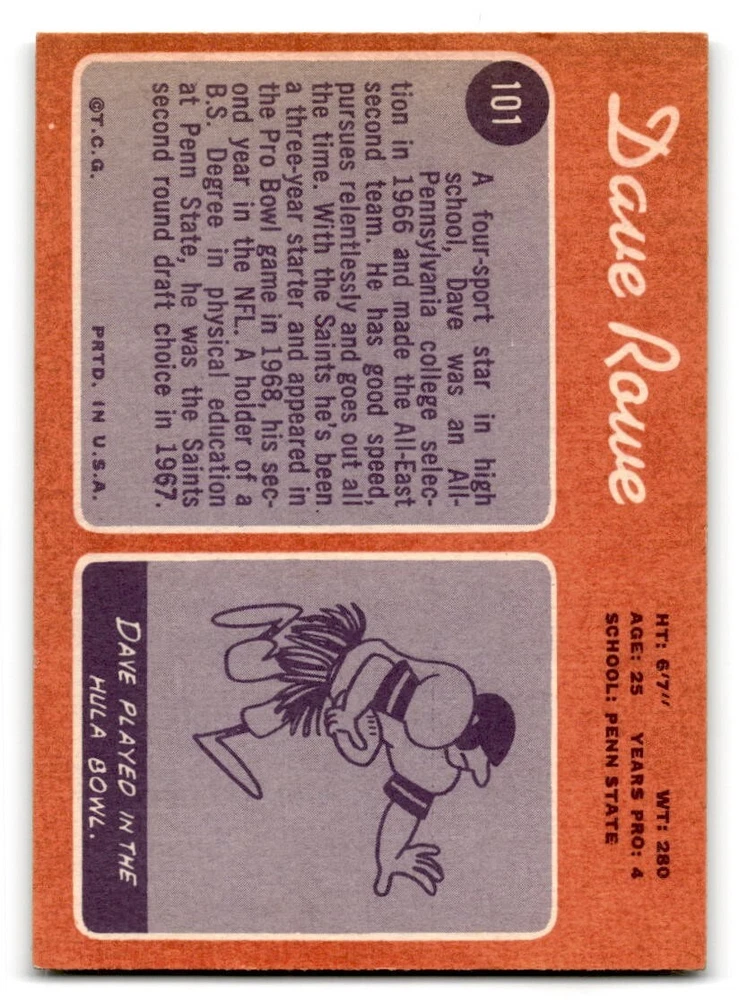 Dave Rowe
HT: 6'7" WT: 280
AGE: 25 YEARS PRO: 4
SCHOOL: PENN STATE
101
A four-sport star in high
school, Dave was an All-
Pennsylvania college selec-
tion in 1966 and made the All-East
second team. He has good speed,
pursues relentlessly and goes out all
the time. With the Saints he's been
a three-year starter and appeared in
the Pro Bowl game in 1968, his sec-
ond year in the NFL. A holder of a
B.S. Degree in physical education
at Penn State, he was the Saints
second round draft choice in 1967.
©T.C.G. PRTD. IN U.S.A.
DAVE PLAYED IN THE
HULA BOWL.